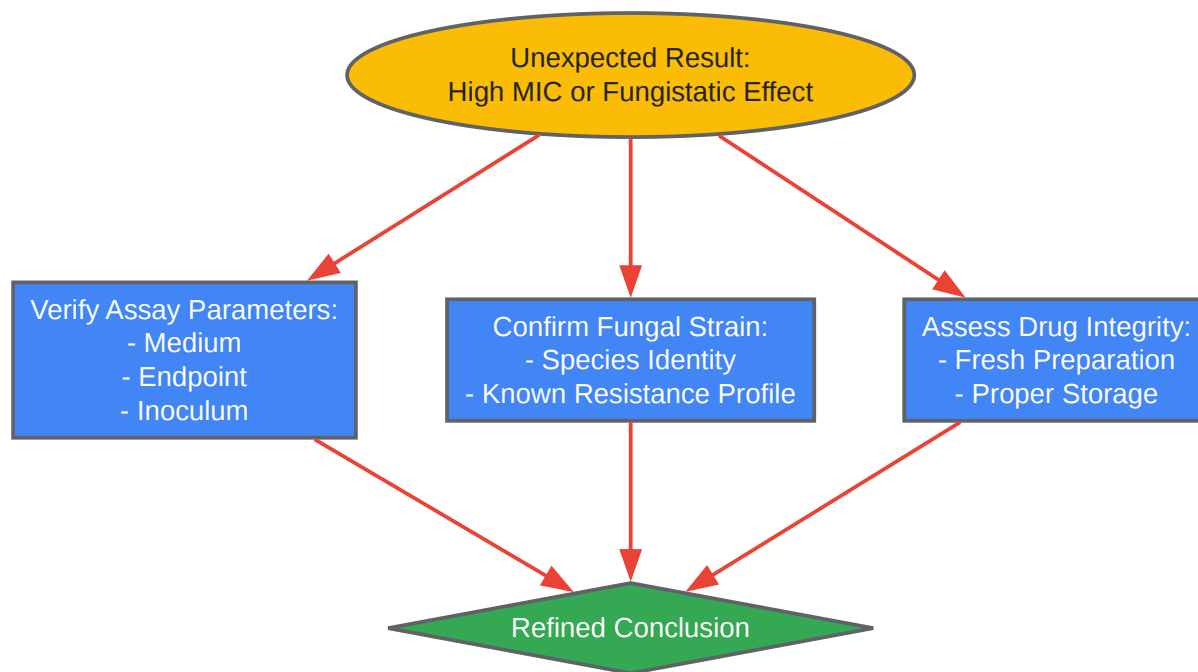 Unexpected Result:
High MIC or Fungistatic Effect
Verify Assay Parameters:
- Medium
- Endpoint
- Inoculum
Confirm Fungal Strain:
- Species Identity
- Known Resistance Profile
Assess Drug Integrity:
- Fresh Preparation
- Proper Storage
Refined Conclusion